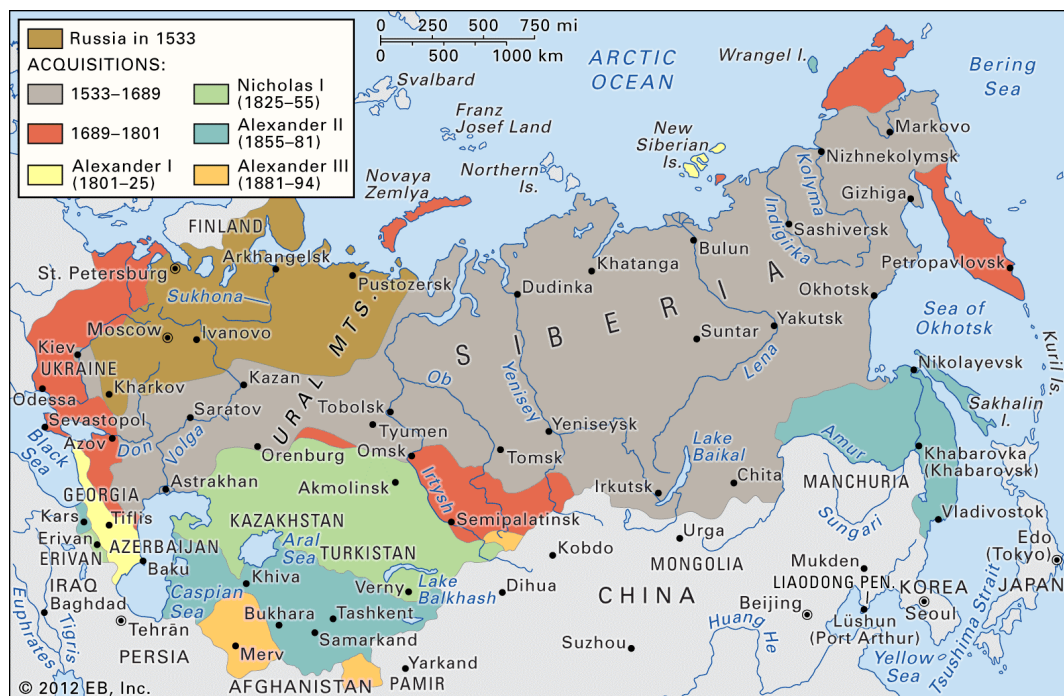 Russia in 1533
ACQUISITIONS:
1533–1689
1689–1801
Alexander I
(1801–25)
Nicholas I
(1825–55)
Alexander II
(1855–81)
Alexander III
(1881–94)
0 250 500 750 mi
0 500 1000 km
ARCTIC
OCEAN
Wrangel I.
Bering
Sea
Svalbard
Franz
Josef Land
Northern
Is.
New
Siberian
Is.
Novaya
Zemlya
Markovo
Nizhnekolymsk
Gizhiga
Kolyma
Indigirka
Sashiversk
Petropavlovsk
FINLAND
St. Petersburg
Arkhangelsk
Sukhona
Pustozersk
Bulun
Khatanga
Dudinka
Okhotsk
Sea of
Okhotsk
Moscow
Ivanovo
Kiev
UKRAINE
Kharkov
Odessa
Kazan
URAL MTS.
SIBERIA
Suntar
Yakutsk
Lena
Ob
Yenisey
Nikolayevsk
Kuril Is.
Sakhalin
I.
Sevastopol
Azov
Black
Sea
Saratov
Don
Volga
Tobolsk
Tyumen
Orenburg
Omsk
Tomsk
Yeniseysk
Lake
Baikal
Irkutsk
Chita
Amur
Khabarovka
(Khabarovsk)
MANCHURIA
Sungari
Vladivostok
Astrakhan
Akmolinsk
Irtysh
Semipalatinsk
GEORGIA
Kars
Tiflis
Erivan
ERIVAN
AZERBAIJAN
Baku
KAZAKHSTAN
Aral
Sea
TURKISTAN
Kobdo
Urga
MONGOLIA
Mukden
LIAODONG PEN.
Edo
(Tokyo)
JAPAN
KOREA
Seoul
Tsushima Strait
IRAQ
Baghdad
Euphrates
Tigris
Caspian
Sea
Khiva
Verny
Lake
Balkhash
Dihua
CHINA
Beijing
Lüshun
(Port Arthur)
Tehrān
PERSIA
Bukhara
Tashkent
Samarkand
Merv
Yarkand
Suzhou
Huang He
Yellow
Sea
AFGHANISTAN
PAMIR
© 2012 EB, Inc.